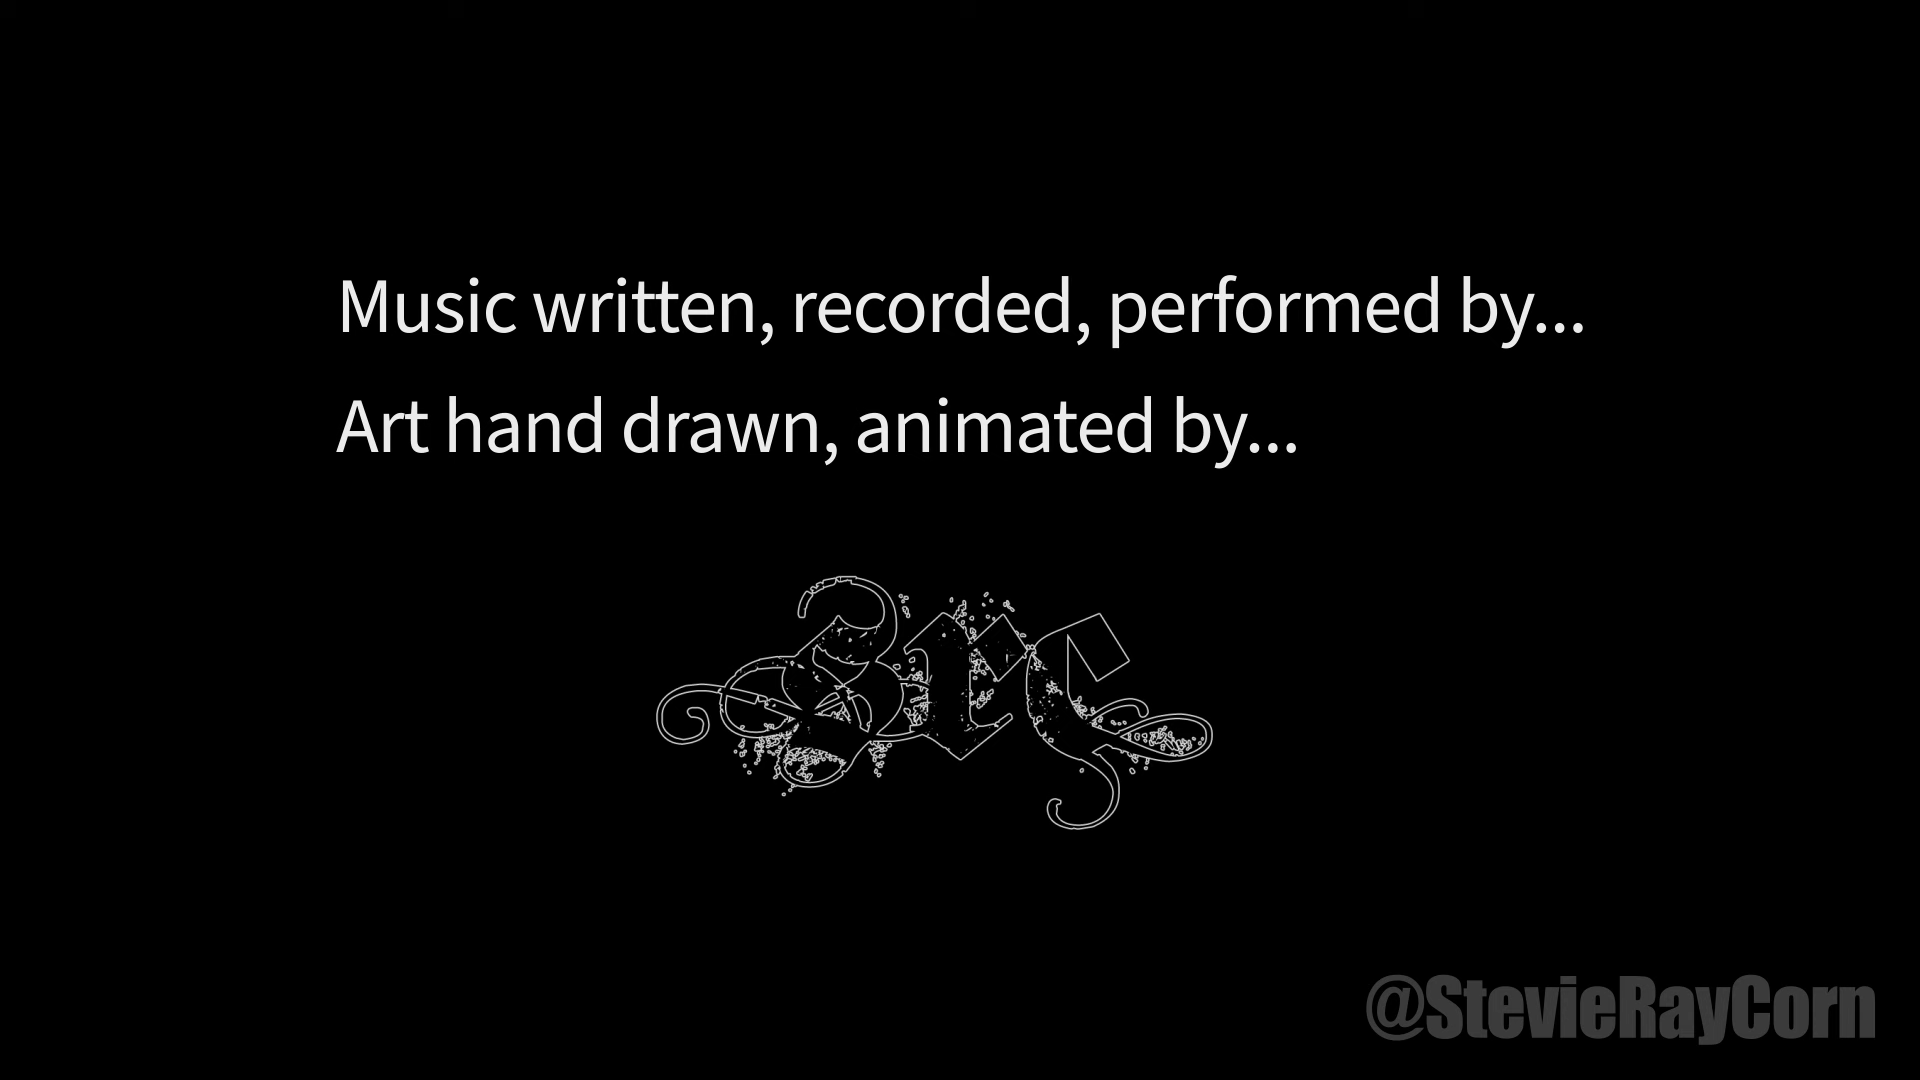 Music written, recorded, performed by...
Art hand drawn, animated by...
@StevieRayCorn